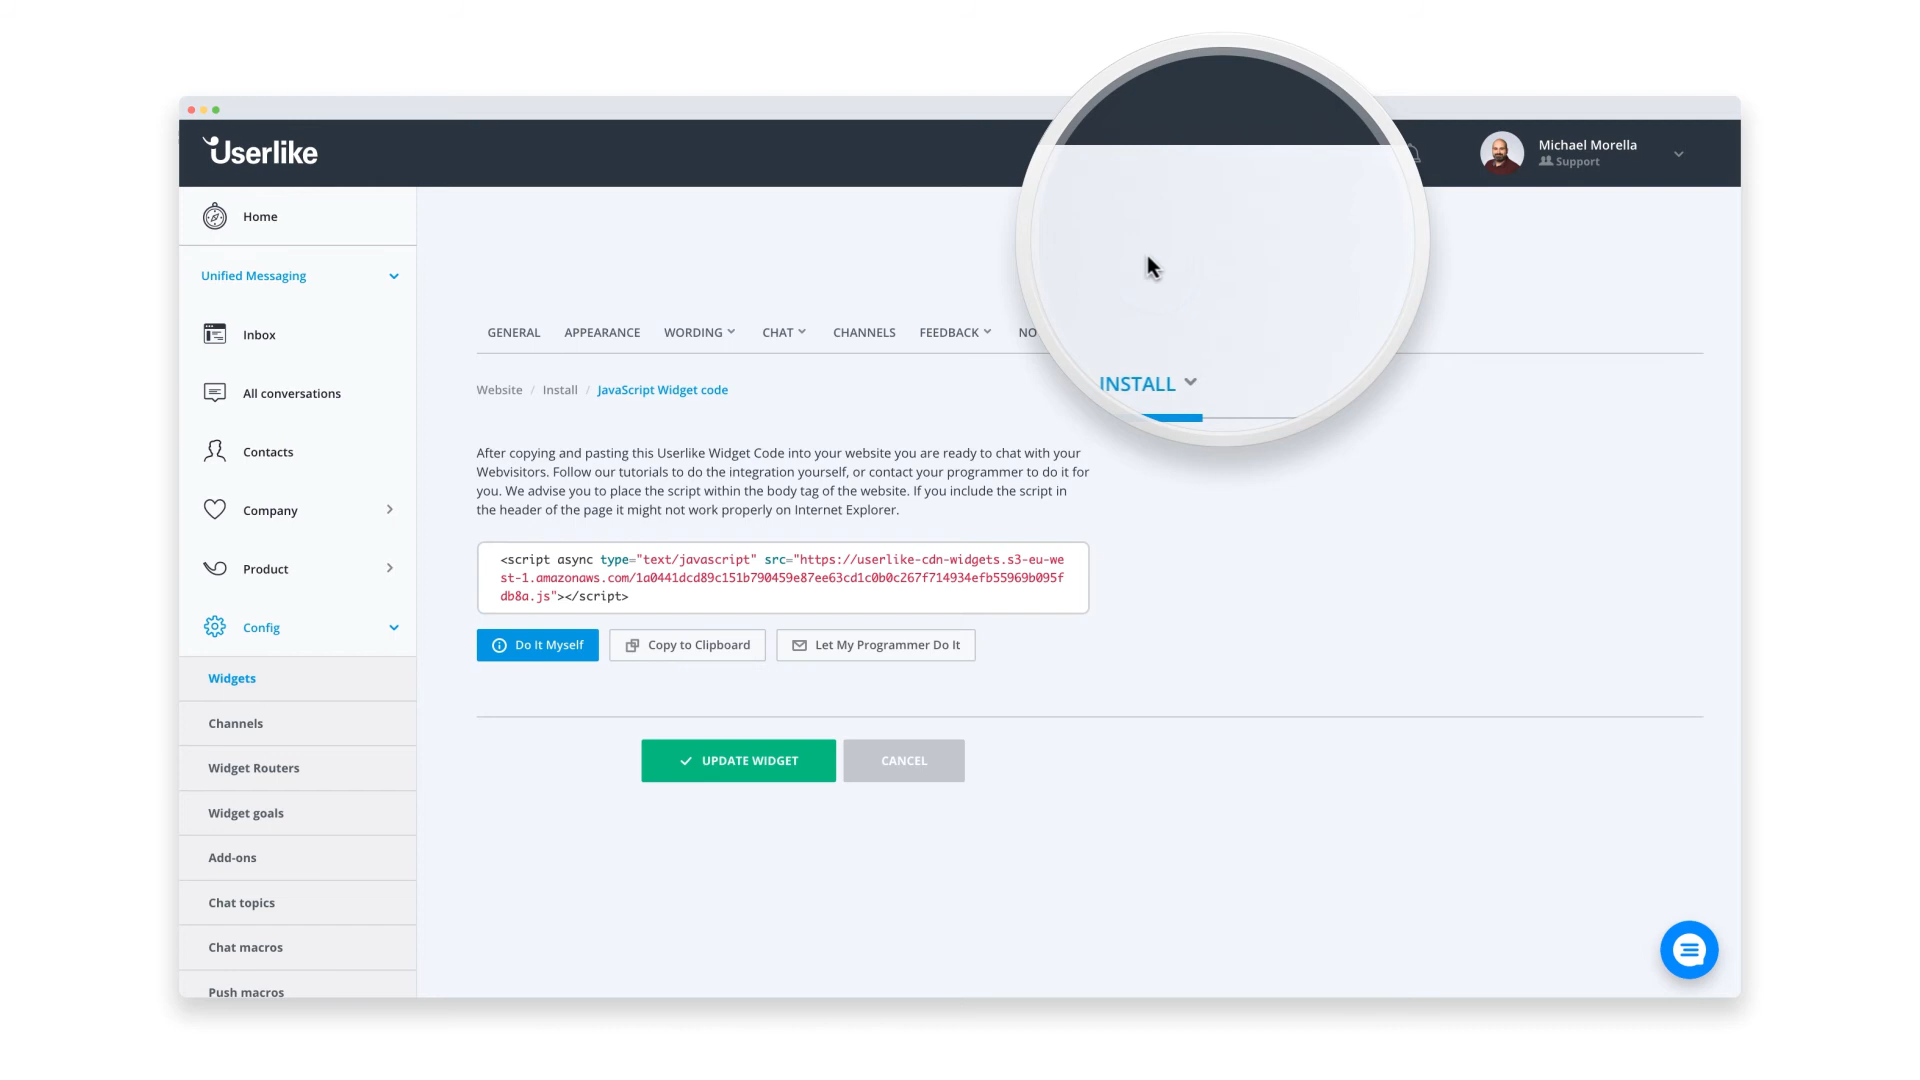 Userlike
Michael Morella
Support
Home
Unified Messaging
Inbox
All conversations
Contacts
Company
Product
Config
Widgets
Channels
Widget Routers
Widget goals
Add-ons
Chat topics
Chat macros
Push macros
GENERAL APPEARANCE WORDING CHAT CHANNELS FEEDBACK NO
INSTALL
Website / Install / JavaScript Widget code
After copying and pasting this Userlike Widget Code into your website you are ready to chat with your
Webvisitors. Follow our tutorials to do the integration yourself, or contact your programmer to do it for
you. We advise you to place the script within the body tag of the website. If you include the script in
the header of the page it might not work properly on Internet Explorer.
<script async type="text/javascript" src="https://userlike-cdn-widgets.s3-eu-we
st-1.amazonaws.com/1a0441dcd89c151b790459e87ee63cd1c0b0c267f714934efb55969b095f
db8a.js"></script>
Do It Myself Copy to Clipboard Let My Programmer Do It
UPDATE WIDGET CANCEL